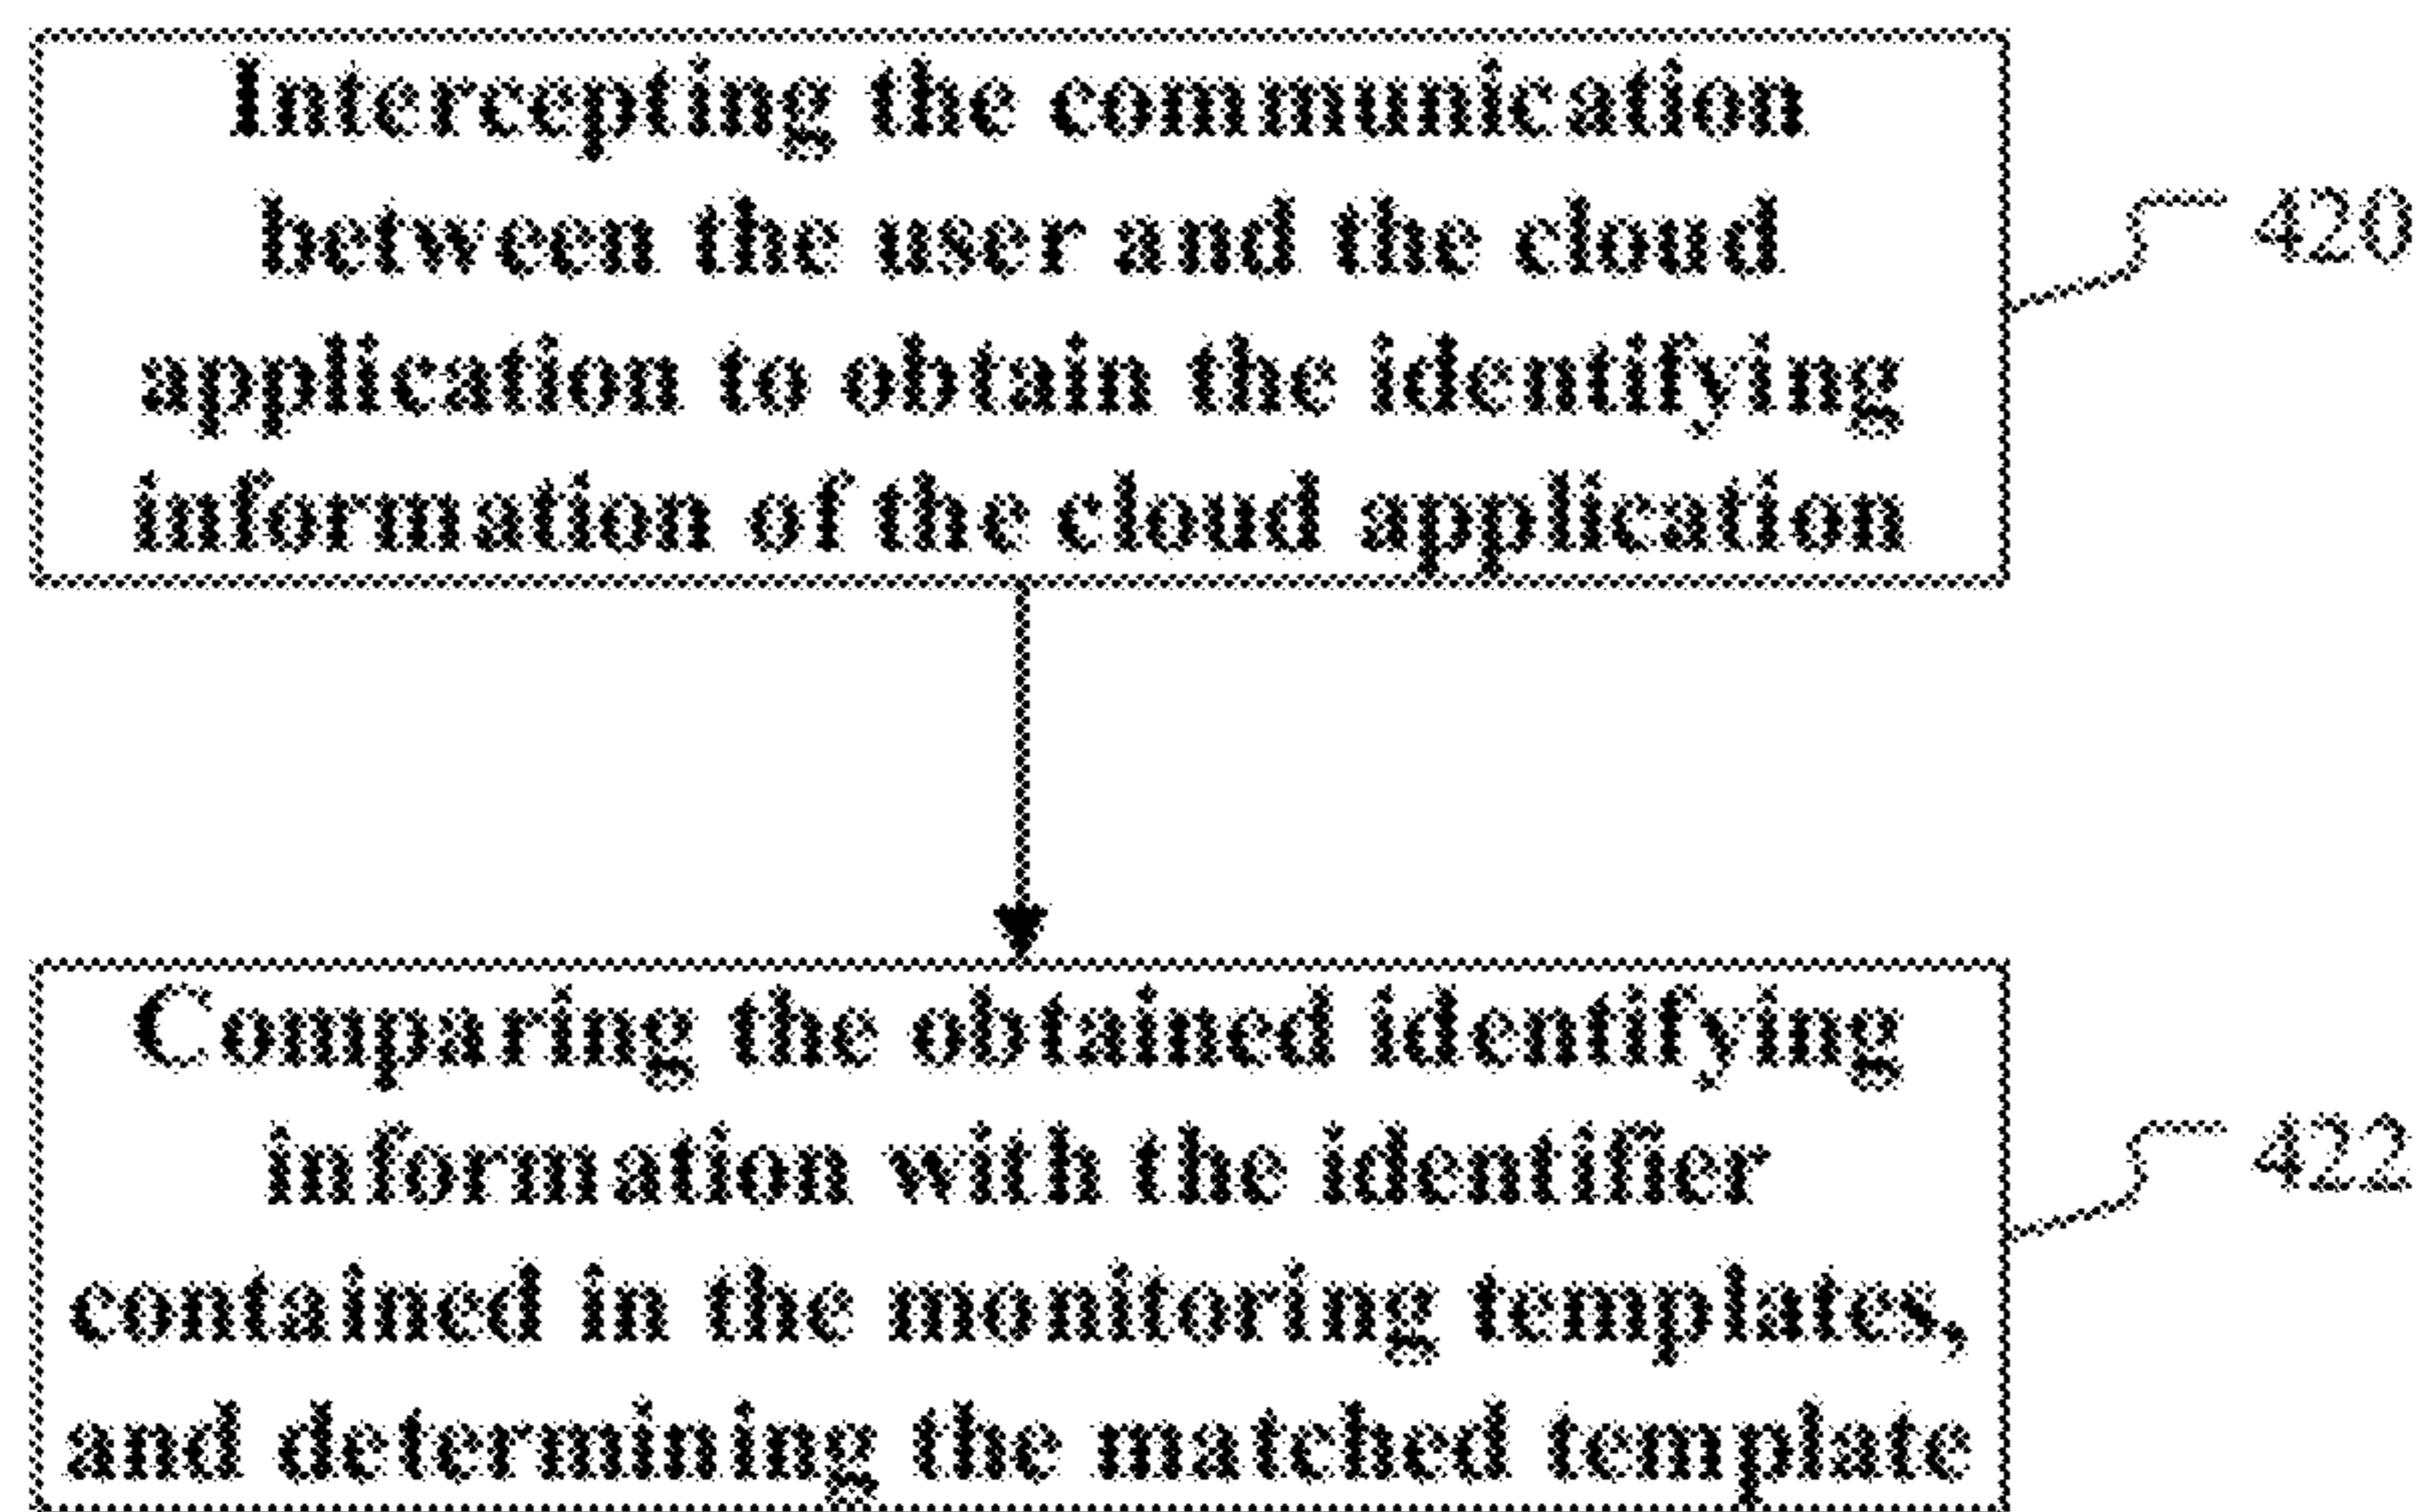 Intercepting the communication
between the user and the cloud
application to obtain the identifying
information of the cloud application
420
Comparing the obtained identifying
information with the identifier
contained in the monitoring templates,
and determining the matched template
422